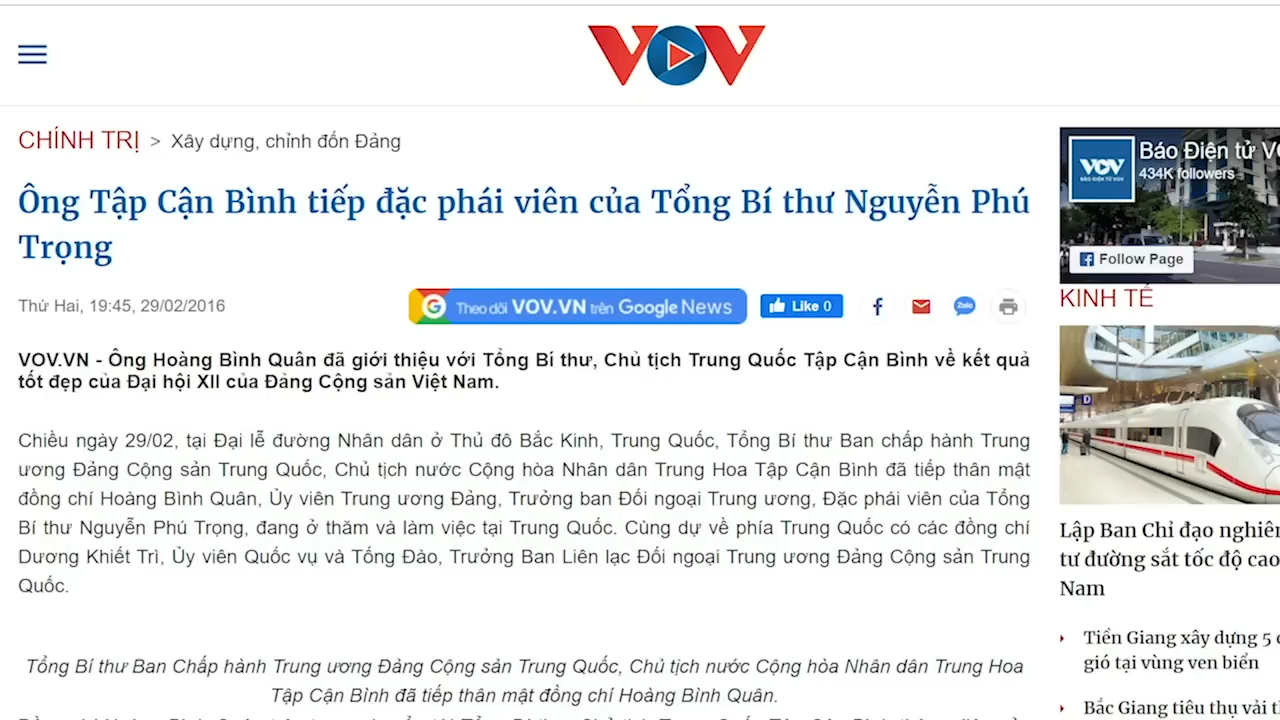 VOV
CHÍNH TRỊ > Xây dựng, chỉnh đốn Đảng
Ông Tập Cận Bình tiếp đặc phái viên của Tổng Bí thư Nguyễn Phú
Trọng
Thứ Hai, 19:45, 29/02/2016
Theo dõi VOV.VN trên Google News
Like 0
Zalo
VOV.VN - Ông Hoàng Bình Quân đã giới thiệu với Tổng Bí thư, Chủ tịch Trung Quốc Tập Cận Bình về kết quả
tốt đẹp của Đại hội XII của Đảng Cộng sản Việt Nam.
Chiều ngày 29/02, tại Đại lễ đường Nhân dân ở Thủ đô Bắc Kinh, Trung Quốc, Tổng Bí thư Ban chấp hành Trung
ương Đảng Cộng sản Trung Quốc, Chủ tịch nước Cộng hòa Nhân dân Trung Hoa Tập Cận Bình đã tiếp thân mật
đồng chí Hoàng Bình Quân, Ủy viên Trung ương Đảng, Trưởng ban Đối ngoại Trung ương, Đặc phái viên của Tổng
Bí thư Nguyễn Phú Trọng, đang ở thăm và làm việc tại Trung Quốc. Cùng dự về phía Trung Quốc có các đồng chí
Dương Khiết Trì, Ủy viên Quốc vụ và Tống Đào, Trưởng Ban Liên lạc Đối ngoại Trung ương Đảng Cộng sản Trung
Quốc.
Tổng Bí thư Ban Chấp hành Trung ương Đảng Cộng sản Trung Quốc, Chủ tịch nước Cộng hòa Nhân dân Trung Hoa
Tập Cận Bình đã tiếp thân mật đồng chí Hoàng Bình Quân.
VOV
BÁO ĐIỆN TỬ VOV
Báo Điện tử VO
434K followers
Follow Page
KINH TẾ
D
Lập Ban Chỉ đạo nghiên
tư đường sắt tốc độ cao
Nam
Tiền Giang xây dựng 5
gió tại vùng ven biển
Bắc Giang tiêu thụ vải